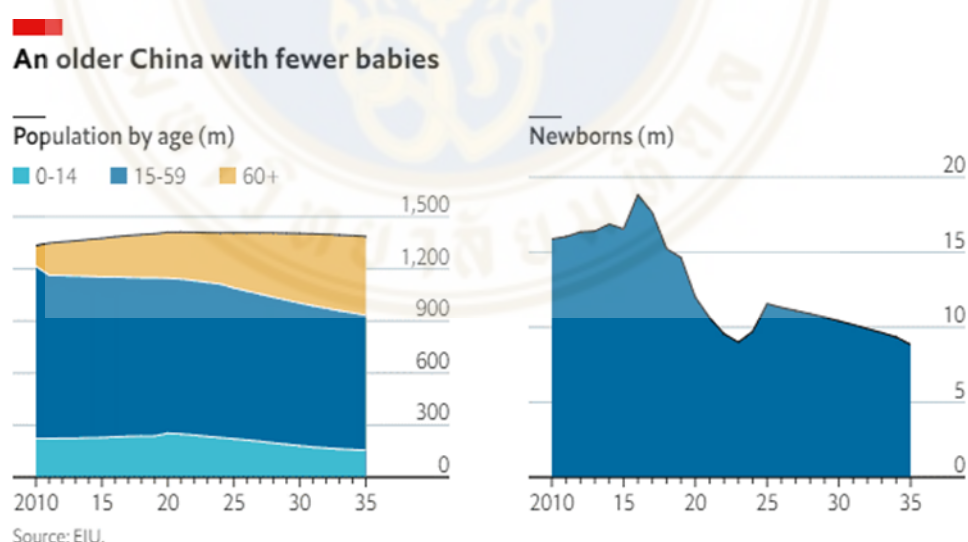 An older China with fewer babies
Population by age (m)
0-14 15-59 60+
1,500
1,200
900
600
300
0
2010 15 20 25 30 35
Newborns (m)
20
15
10
5
0
2010 15 20 25 30 35
Source: EIU.